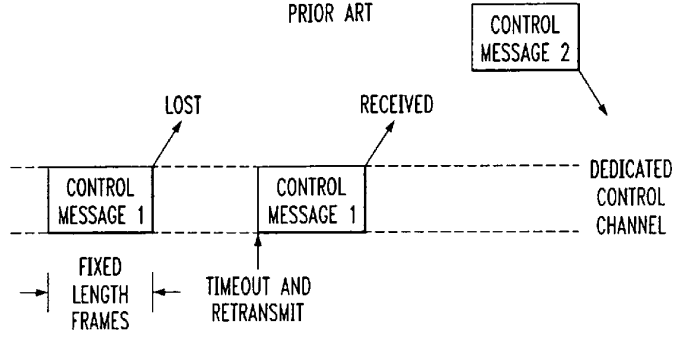 PRIOR ART
CONTROL
MESSAGE 2
LOST
RECEIVED
CONTROL
MESSAGE 1
CONTROL
MESSAGE 1
DEDICATED
CONTROL
CHANNEL
FIXED
LENGTH
FRAMES
TIMEOUT AND
RETRANSMIT